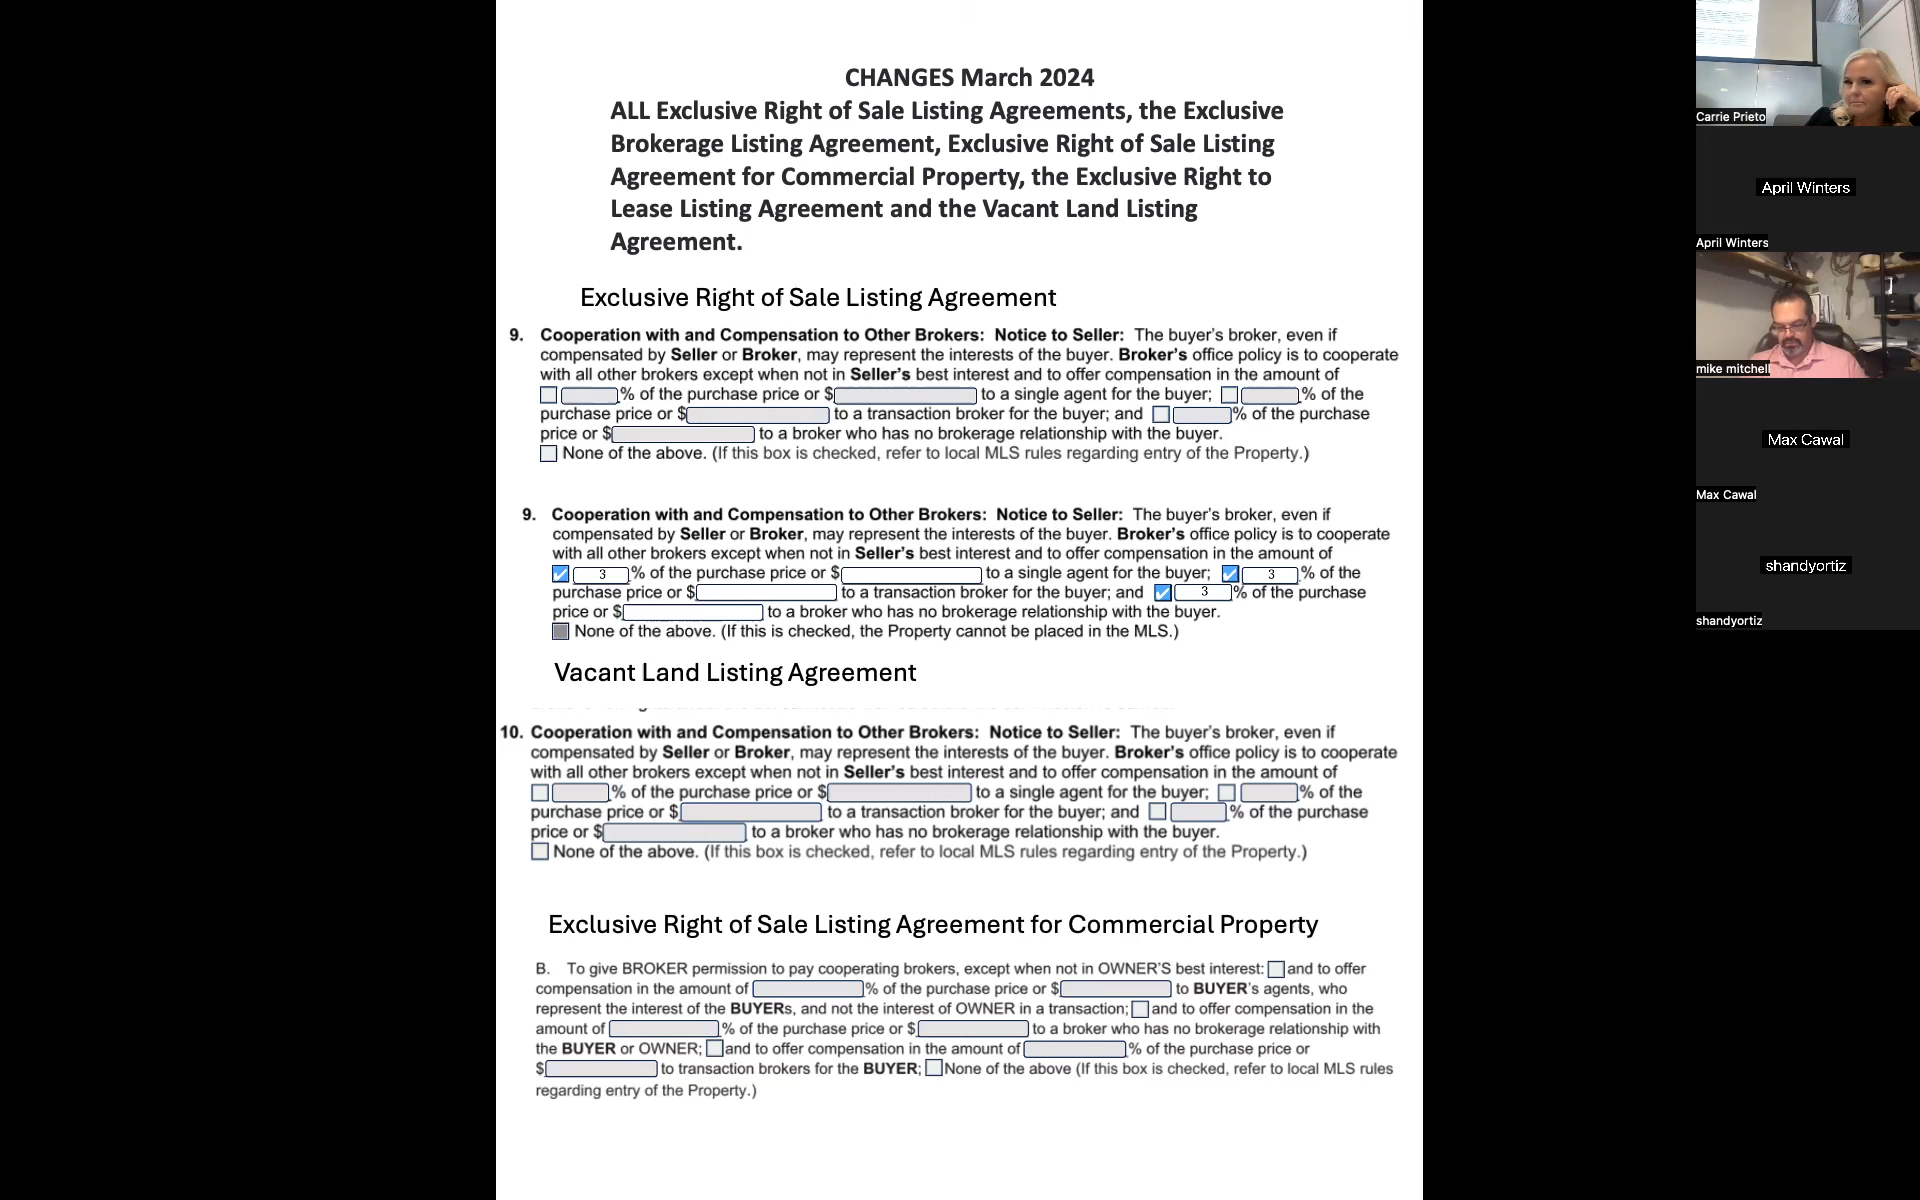 CHANGES March 2024
ALL Exclusive Right of Sale Listing Agreements, the Exclusive
Brokerage Listing Agreement, Exclusive Right of Sale Listing
Agreement for Commercial Property, the Exclusive Right to
Lease Listing Agreement and the Vacant Land Listing
Agreement.
Exclusive Right of Sale Listing Agreement
9. Cooperation with and Compensation to Other Brokers: Notice to Seller: The buyer's broker, even if
compensated by Seller or Broker, may represent the interests of the buyer. Broker's office policy is to cooperate
with all other brokers except when not in Seller's best interest and to offer compensation in the amount of
% of the purchase price or $ to a single agent for the buyer; % of the
purchase price or $ to a transaction broker for the buyer; and % of the purchase
price or $ to a broker who has no brokerage relationship with the buyer.
None of the above. (If this box is checked, refer to local MLS rules regarding entry of the Property.)
9. Cooperation with and Compensation to Other Brokers: Notice to Seller: The buyer's broker, even if
compensated by Seller or Broker, may represent the interests of the buyer. Broker's office policy is to cooperate
with all other brokers except when not in Seller's best interest and to offer compensation in the amount of
3 % of the purchase price or $ to a single agent for the buyer; 3 % of the
purchase price or $ to a transaction broker for the buyer; and 3 % of the purchase
price or $ to a broker who has no brokerage relationship with the buyer.
None of the above. (If this is checked, the Property cannot be placed in the MLS.)
Vacant Land Listing Agreement
10. Cooperation with and Compensation to Other Brokers: Notice to Seller: The buyer's broker, even if
compensated by Seller or Broker, may represent the interests of the buyer. Broker's office policy is to cooperate
with all other brokers except when not in Seller's best interest and to offer compensation in the amount of
% of the purchase price or $ to a single agent for the buyer; % of the
purchase price or $ to a transaction broker for the buyer; and % of the purchase
price or $ to a broker who has no brokerage relationship with the buyer.
None of the above. (If this box is checked, refer to local MLS rules regarding entry of the Property.)
Exclusive Right of Sale Listing Agreement for Commercial Property
B. To give BROKER permission to pay cooperating brokers, except when not in OWNER'S best interest: and to offer
compensation in the amount of % of the purchase price or $ to BUYER's agents, who
represent the interest of the BUYERs, and not the interest of OWNER in a transaction; and to offer compensation in the
amount of % of the purchase price or $ to a broker who has no brokerage relationship with
the BUYER or OWNER; and to offer compensation in the amount of % of the purchase price or
$ to transaction brokers for the BUYER; None of the above (If this box is checked, refer to local MLS rules
regarding entry of the Property.)
Carrie Prieto
April Winters
April Winters
mike mitchell
Max Cawal
Max Cawal
shandyortiz
shandyortiz